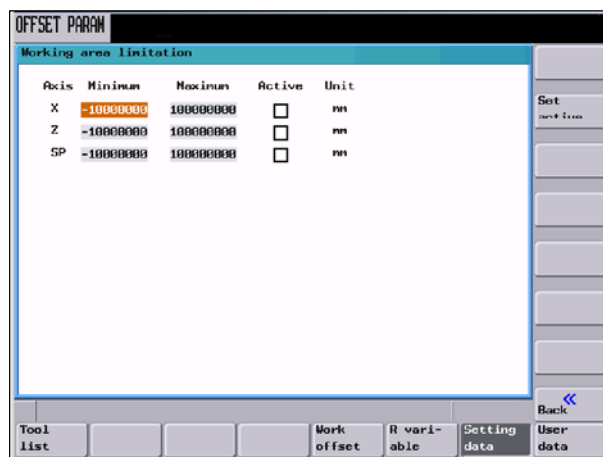 OFFSET PARAM
Working area limitation
Axis Minimum Maximum Active Unit
X -10000000 100000000 mm
Z -10000000 100000000 mm
SP -10000000 100000000 mm
Set
active
«
Back
Tool
list
Work
offset
R vari-
able
Setting
data
User
data